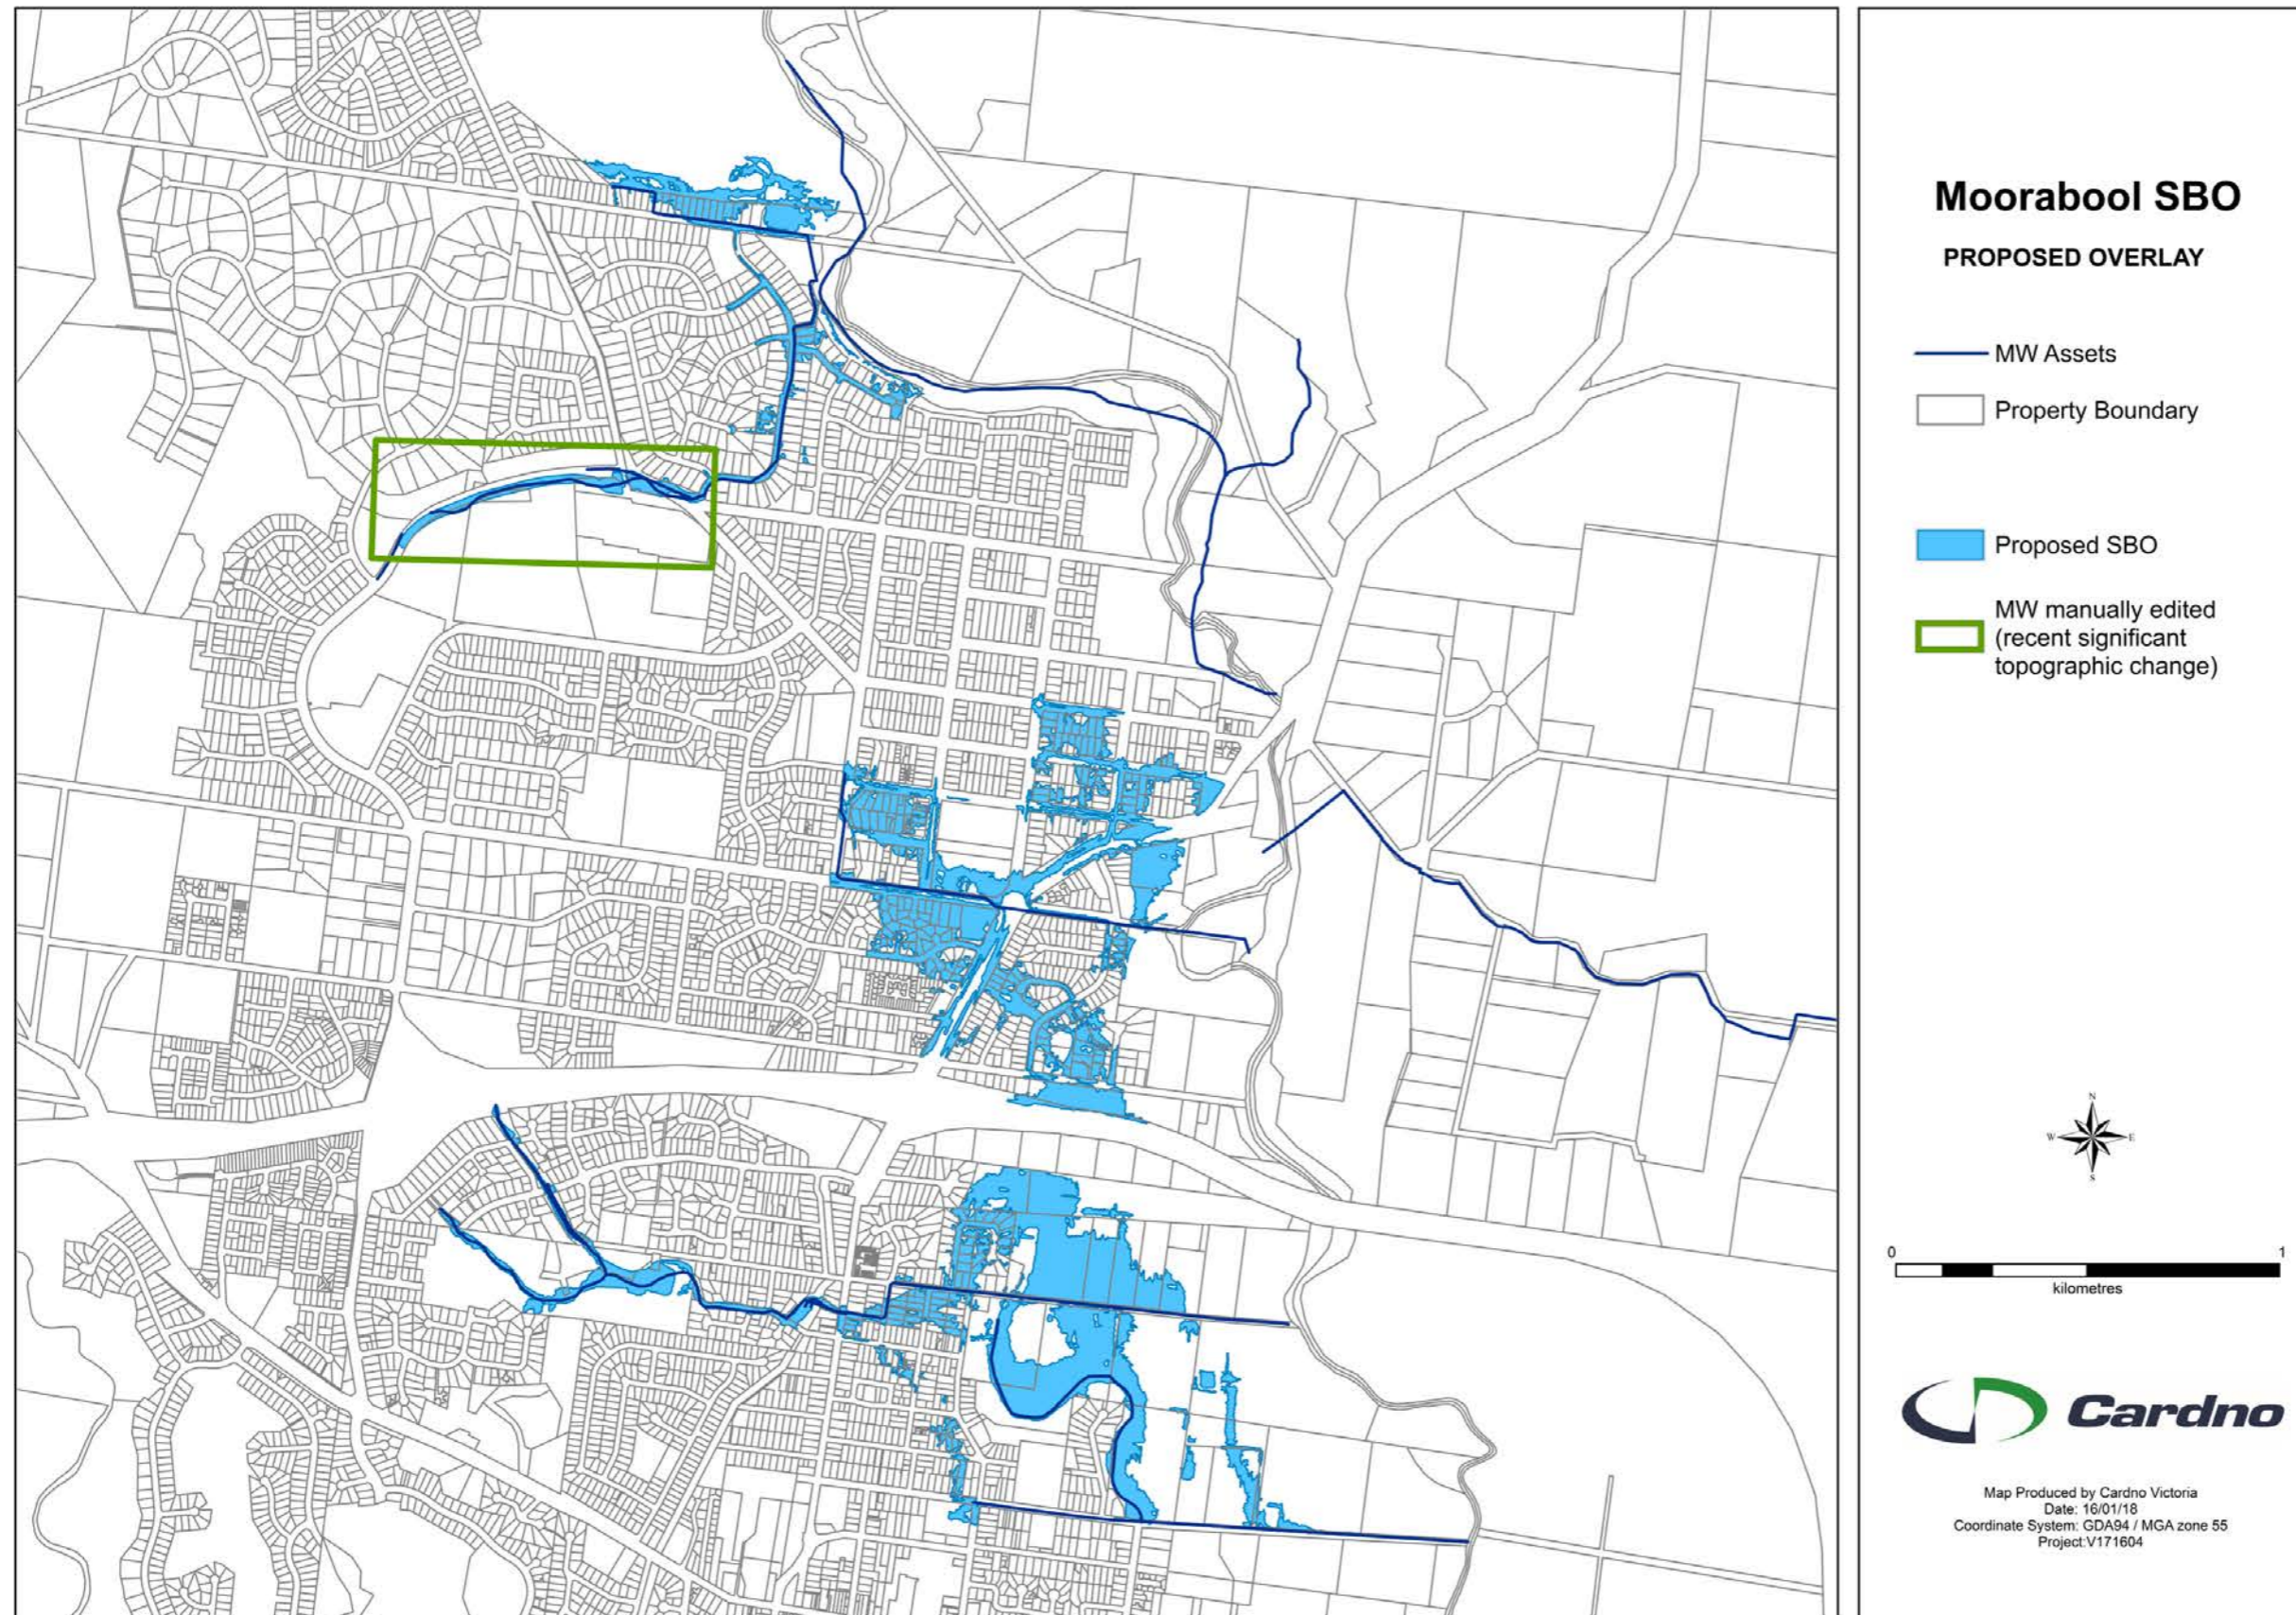 Moorabool SBO
PROPOSED OVERLAY
MW Assets
Property Boundary
Proposed SBO
MW manually edited
(recent significant
topographic change)
N
W E
S
0 1
kilometres
Cardno
Map Produced by Cardno Victoria
Date: 16/01/18
Coordinate System: GDA94 / MGA zone 55
Project:V171604